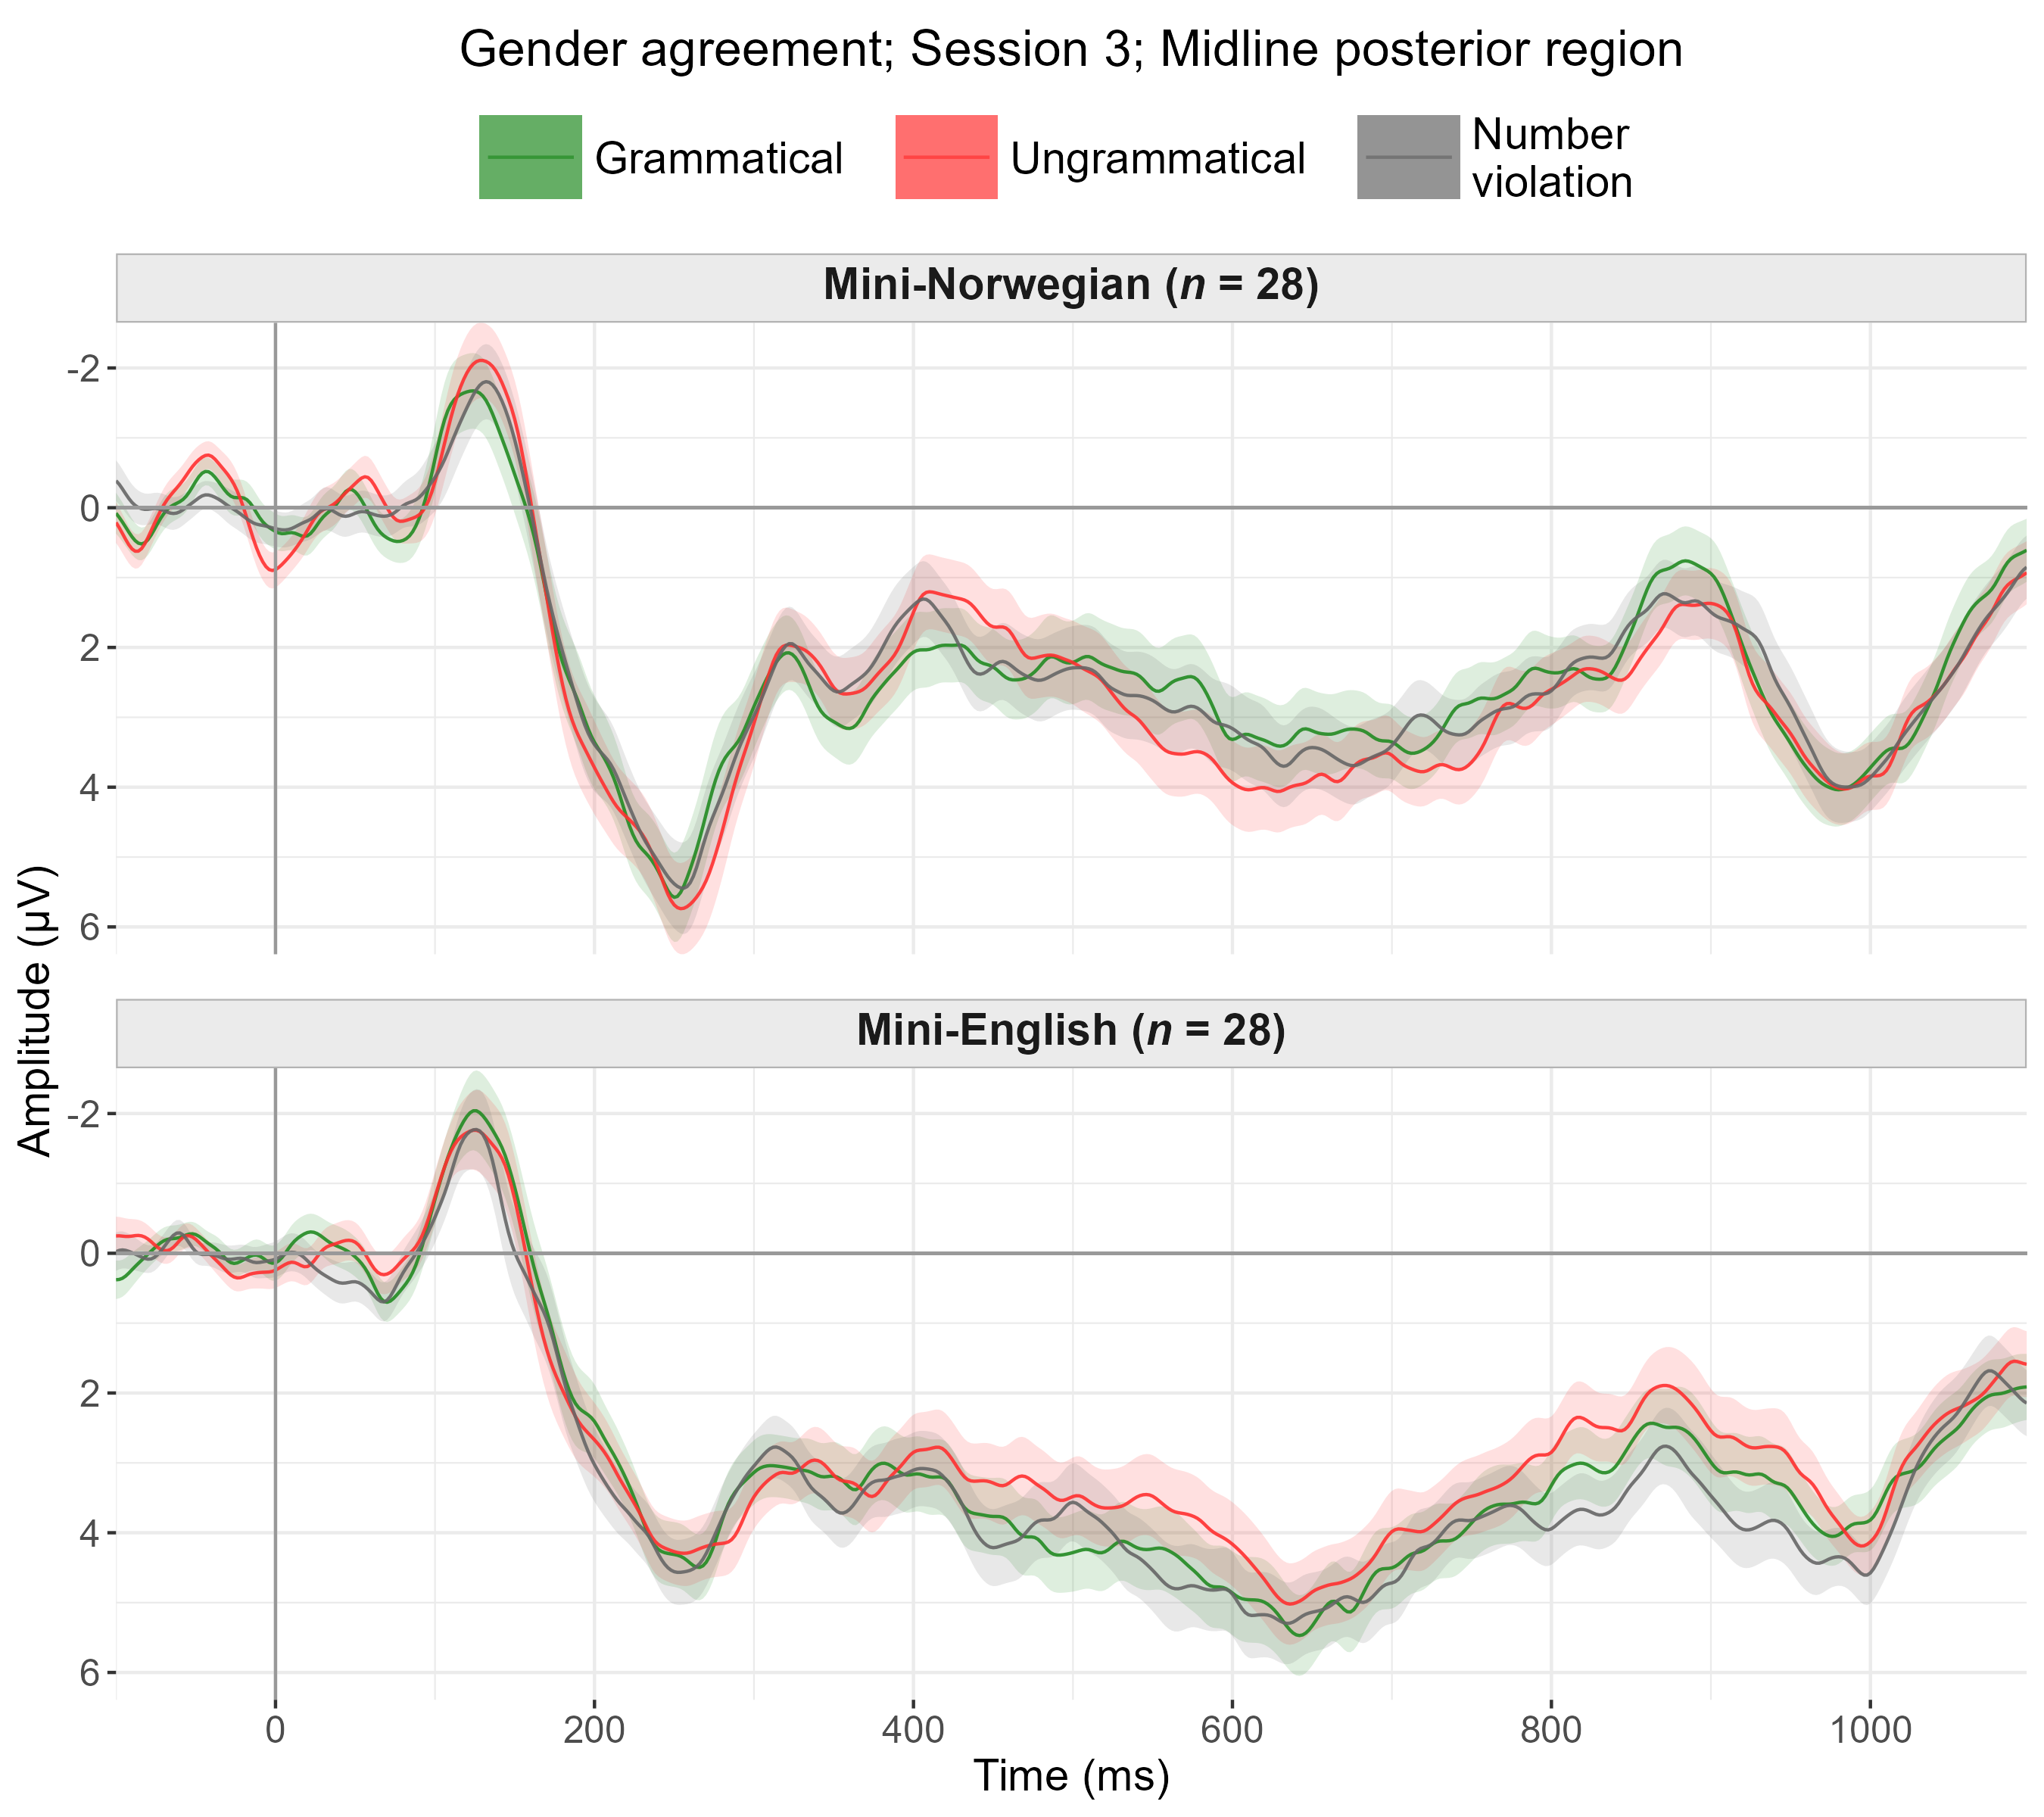 Gender agreement; Session 3; Midline posterior region
Grammatical
Ungrammatical
Number
violation
Mini-Norwegian (n = 28)
-2
0
2
4
6
Mini-English (n = 28)
-2
0
2
4
6
Amplitude (µV)
0 200 400 600 800 1000
Time (ms)